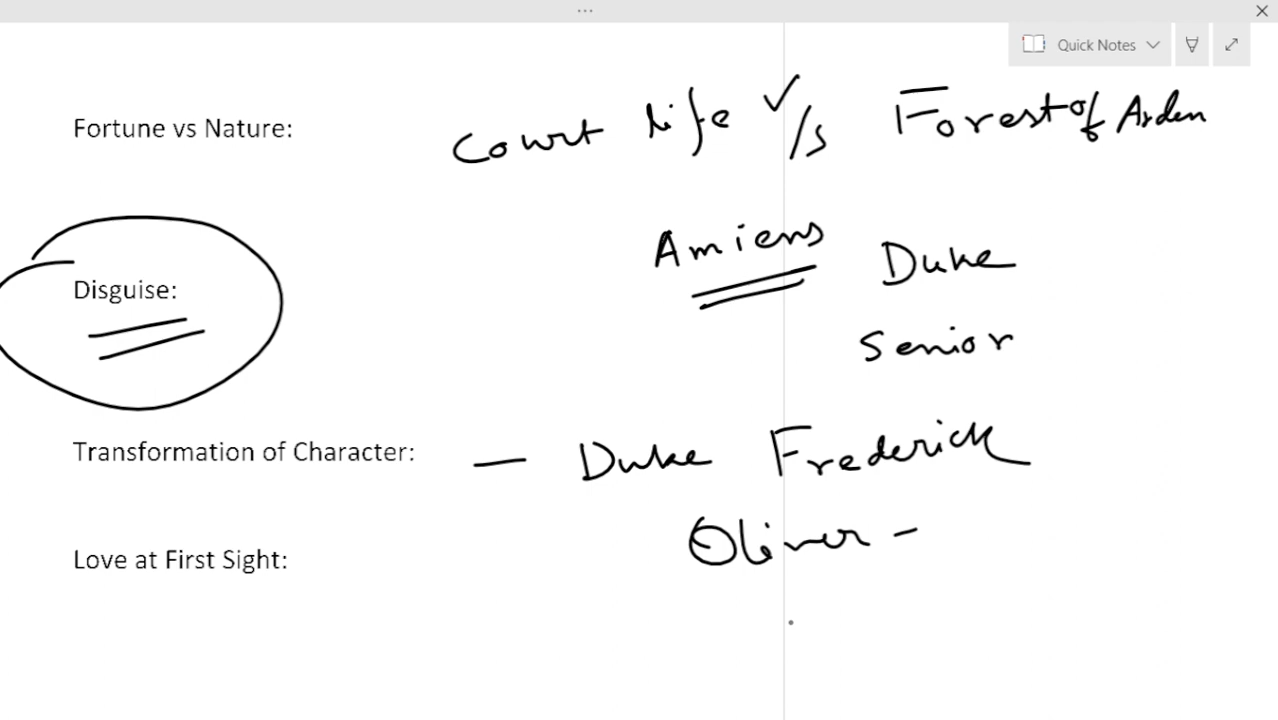 Quick Notes
Fortune vs Nature: Court life v/s Forest of Arden
Amiens Duke
Disguise:
Senior
Transformation of Character: – Duke Frederick
Oliver –
Love at First Sight: